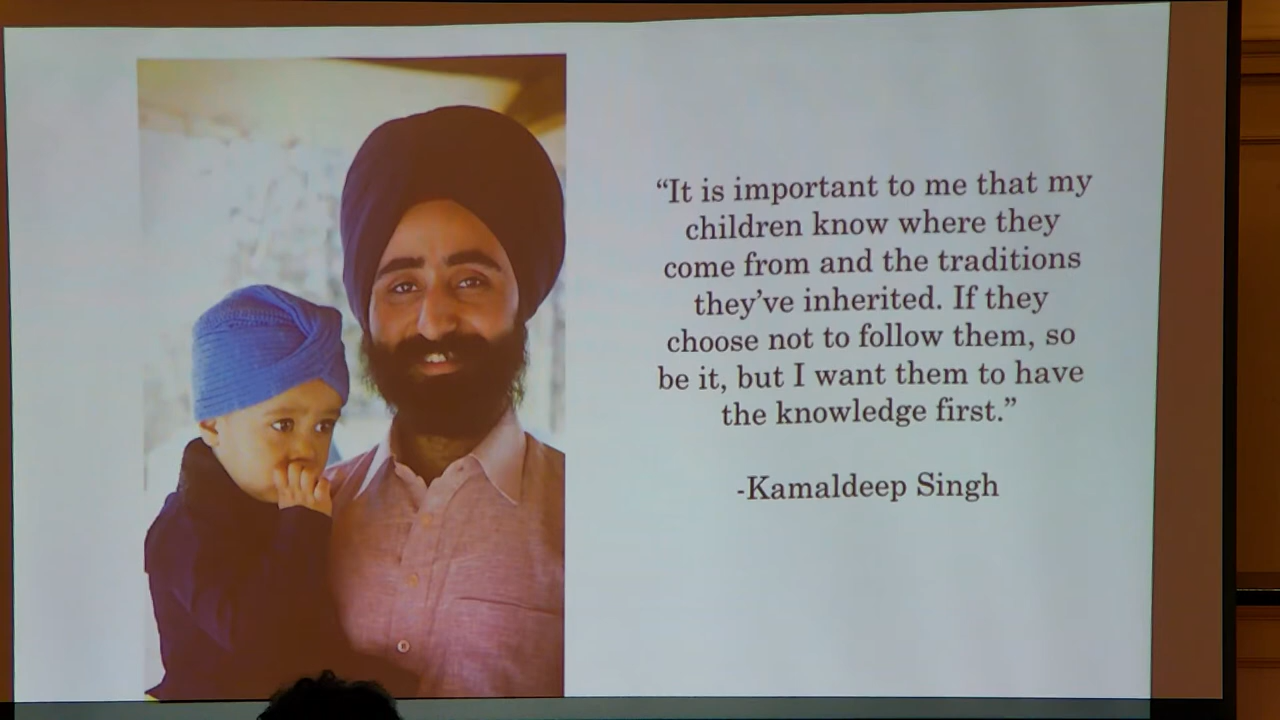 “It is important to me that my
children know where they
come from and the traditions
they’ve inherited. If they
choose not to follow them, so
be it, but I want them to have
the knowledge first.”
-Kamaldeep Singh